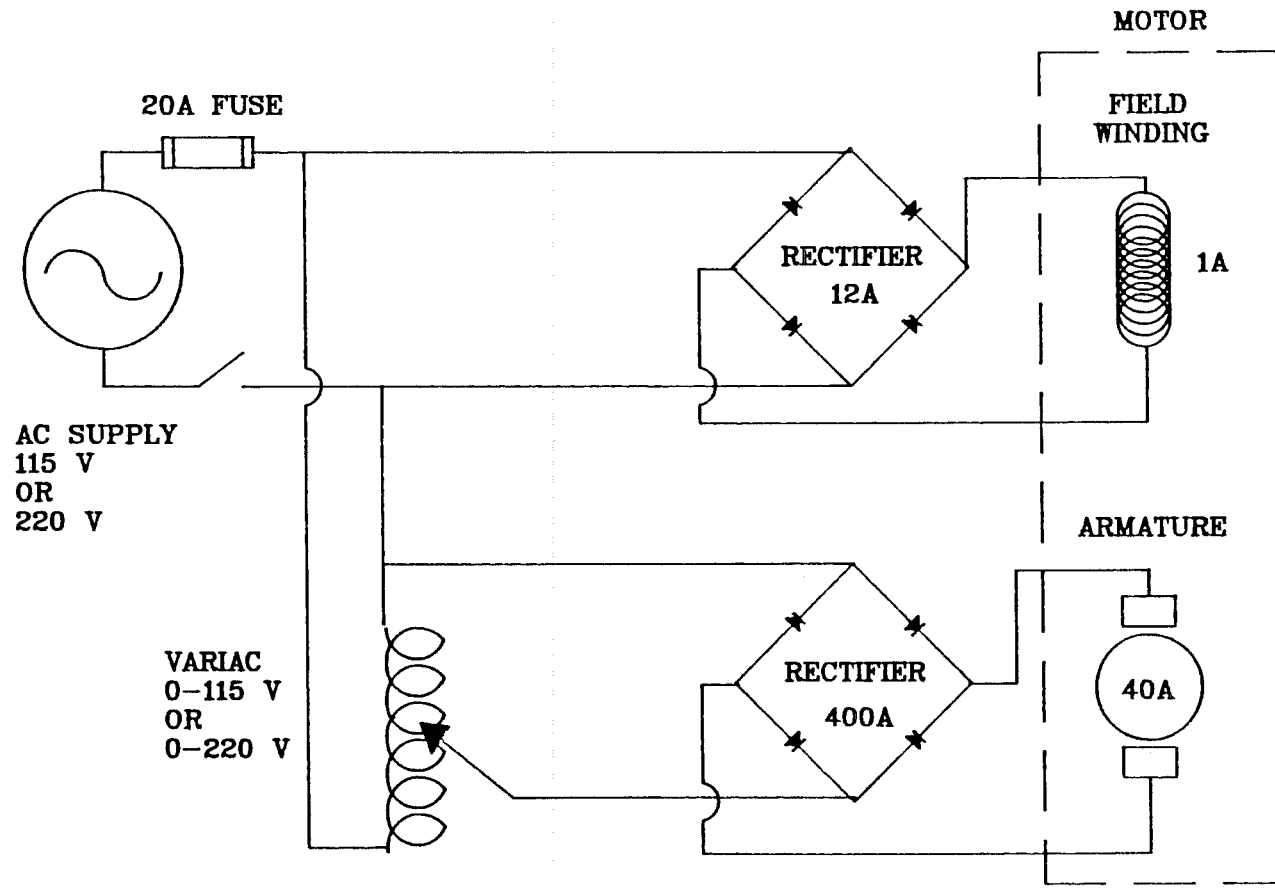 MOTOR
20A FUSE
FIELD
WINDING
RECTIFIER
12A
1A
AC SUPPLY
115 V
OR
220 V
ARMATURE
VARIAC
0-115 V
OR
0-220 V
RECTIFIER
400A
40A